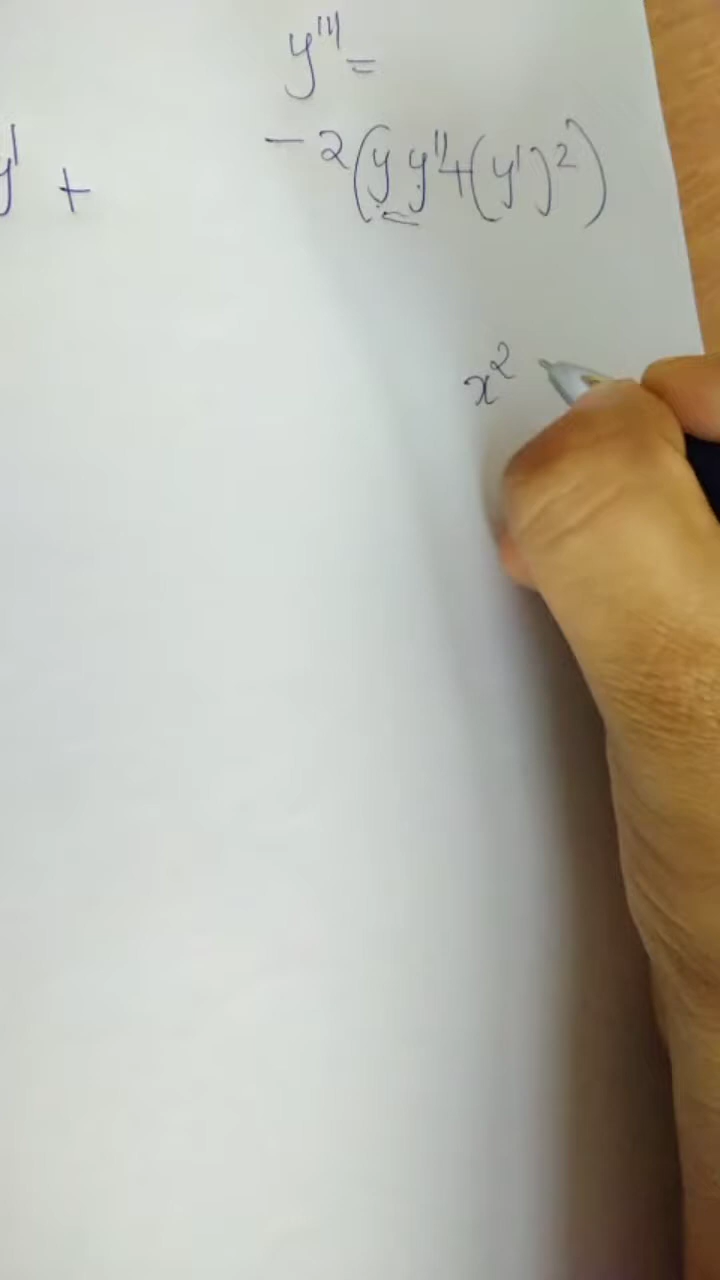 y''' =
y' +
-2(yy''+(y')²)
x²